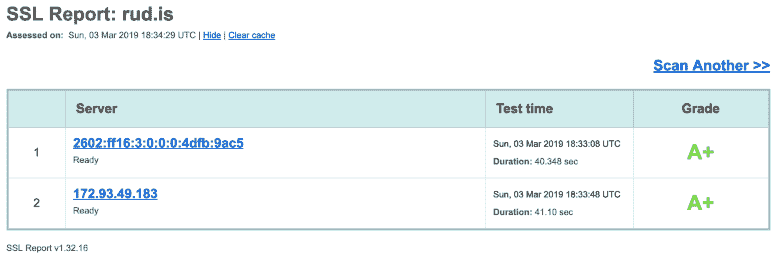 SSL Report: rud.is
Assessed on: Sun, 03 Mar 2019 18:34:29 UTC | Hide | Clear cache
Scan Another >>
Server Test time Grade
1 2602:ff16:3:0:0:0:4dfb:9ac5 Sun, 03 Mar 2019 18:33:08 UTC A+
Ready Duration: 40.348 sec
2 172.93.49.183 Sun, 03 Mar 2019 18:33:48 UTC A+
Ready Duration: 41.10 sec
SSL Report v1.32.16